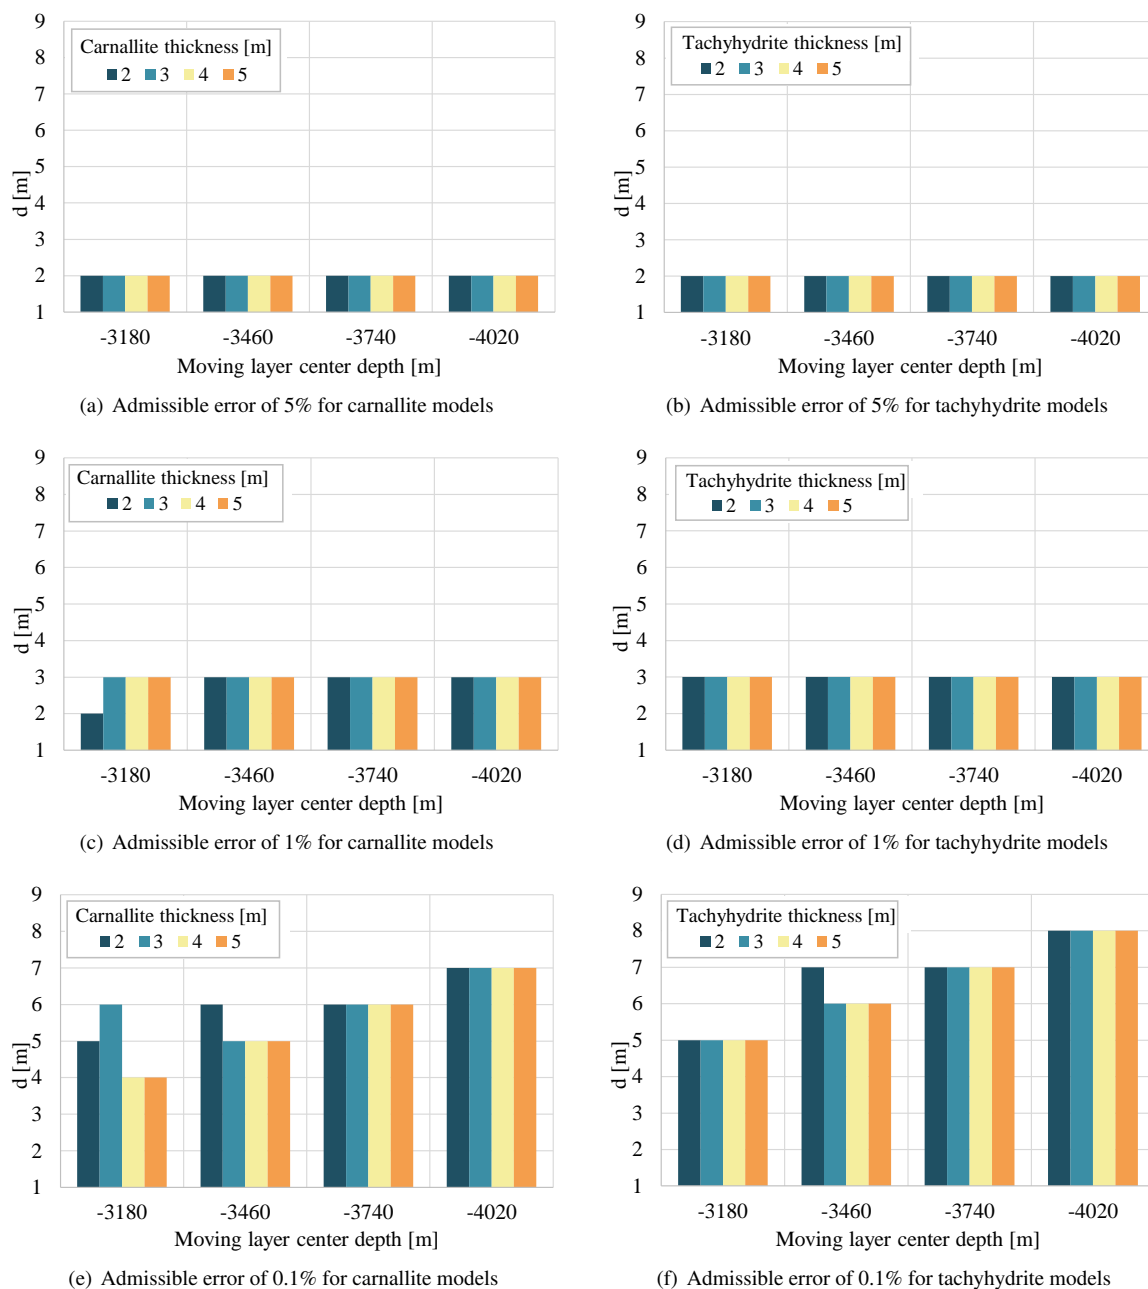 9
8
7
6
5
4
3
2
1
d [m]
Carnallite thickness [m]
2 3 4 5
-3180 -3460 -3740 -4020
Moving layer center depth [m]
(a) Admissible error of 5% for carnallite models
9
8
7
6
5
4
3
2
1
d [m]
Tachyhydrite thickness [m]
2 3 4 5
-3180 -3460 -3740 -4020
Moving layer center depth [m]
(b) Admissible error of 5% for tachyhydrite models
9
8
7
6
5
4
3
2
1
d [m]
Carnallite thickness [m]
2 3 4 5
-3180 -3460 -3740 -4020
Moving layer center depth [m]
(c) Admissible error of 1% for carnallite models
9
8
7
6
5
4
3
2
1
d [m]
Tachyhydrite thickness [m]
2 3 4 5
-3180 -3460 -3740 -4020
Moving layer center depth [m]
(d) Admissible error of 1% for tachyhydrite models
9
8
7
6
5
4
3
2
1
d [m]
Carnallite thickness [m]
2 3 4 5
-3180 -3460 -3740 -4020
Moving layer center depth [m]
(e) Admissible error of 0.1% for carnallite models
9
8
7
6
5
4
3
2
1
d [m]
Tachyhydrite thickness [m]
2 3 4 5
-3180 -3460 -3740 -4020
Moving layer center depth [m]
(f) Admissible error of 0.1% for tachyhydrite models